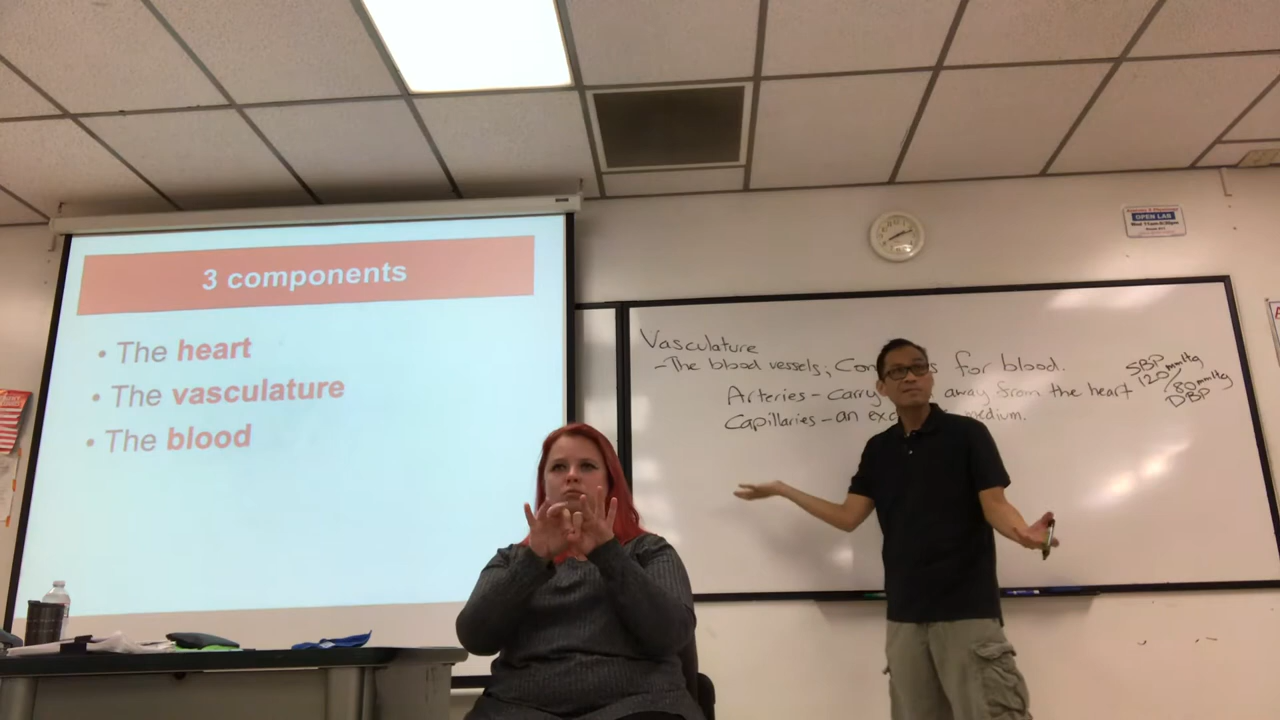 3 components
• The heart
• The vasculature
• The blood
Vasculature
- The blood vessels; s for blood.
Arteries - Carry away from the heart
SBP
120 mmHg
/80 mmHg
DBP
Capillaries - an exc medium.
OPEN LAB